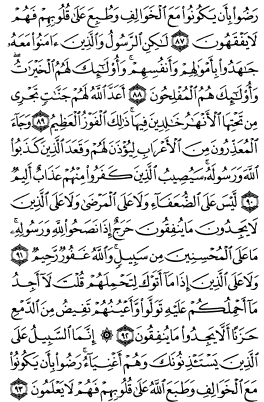 رَضُوا۟ بِأَن يَكُونُوا۟ مَعَ ٱلْخَوَالِفِ وَطُبِعَ عَلَىٰ قُلُوبِهِمْ فَهُمْ
لَا يَفْقَهُونَ ٨٧ لَٰكِنِ ٱلرَّسُولُ وَٱلَّذِينَ ءَامَنُوا۟ مَعَهُۥ
جَٰهَدُوا۟ بِأَمْوَٰلِهِمْ وَأَنفُسِهِمْ ۚ وَأُو۟لَٰٓئِكَ لَهُمُ ٱلْخَيْرَٰتُ ۖ
وَأُو۟لَٰٓئِكَ هُمُ ٱلْمُفْلِحُونَ ٨٨ أَعَدَّ ٱللَّهُ لَهُمْ جَنَّٰتٍ تَجْرِى
مِن تَحْتِهَا ٱلْأَنْهَٰرُ خَٰلِدِينَ فِيهَا ۚ ذَٰلِكَ ٱلْفَوْزُ ٱلْعَظِيمُ ٨٩ وَجَآءَ
ٱلْمُعَذِّرُونَ مِنَ ٱلْأَعْرَابِ لِيُؤْذَنَ لَهُمْ وَقَعَدَ ٱلَّذِينَ كَذَبُوا۟
ٱللَّهَ وَرَسُولَهُۥ ۚ سَيُصِيبُ ٱلَّذِينَ كَفَرُوا۟ مِنْهُمْ عَذَابٌ أَلِيمٌ
٩٠ لَّيْسَ عَلَى ٱلضُّعَفَآءِ وَلَا عَلَى ٱلْمَرْضَىٰ وَلَا عَلَى ٱلَّذِينَ
لَا يَجِدُونَ مَا يُنفِقُونَ حَرَجٌ إِذَا نَصَحُوا۟ لِلَّهِ وَرَسُولِهِۦ ۚ
مَا عَلَى ٱلْمُحْسِنِينَ مِن سَبِيلٍ ۚ وَٱللَّهُ غَفُورٌ رَّحِيمٌ ٩١
وَلَا عَلَى ٱلَّذِينَ إِذَا مَآ أَتَوْكَ لِتَحْمِلَهُمْ قُلْتَ لَآ أَجِدُ
مَآ أَحْمِلُكُمْ عَلَيْهِ تَوَلَّوا۟ وَّأَعْيُنُهُمْ تَفِيضُ مِنَ ٱلدَّمْعِ
حَزَنًا أَلَّا يَجِدُوا۟ مَا يُنفِقُونَ ٩٢ ۞ إِنَّمَا ٱلسَّبِيلُ عَلَى
ٱلَّذِينَ يَسْتَـْٔذِنُونَكَ وَهُمْ أَغْنِيَآءُ ۚ رَضُوا۟ بِأَن يَكُونُوا۟
مَعَ ٱلْخَوَالِفِ وَطَبَعَ ٱللَّهُ عَلَىٰ قُلُوبِهِمْ فَهُمْ لَا يَعْلَمُونَ ٩٣